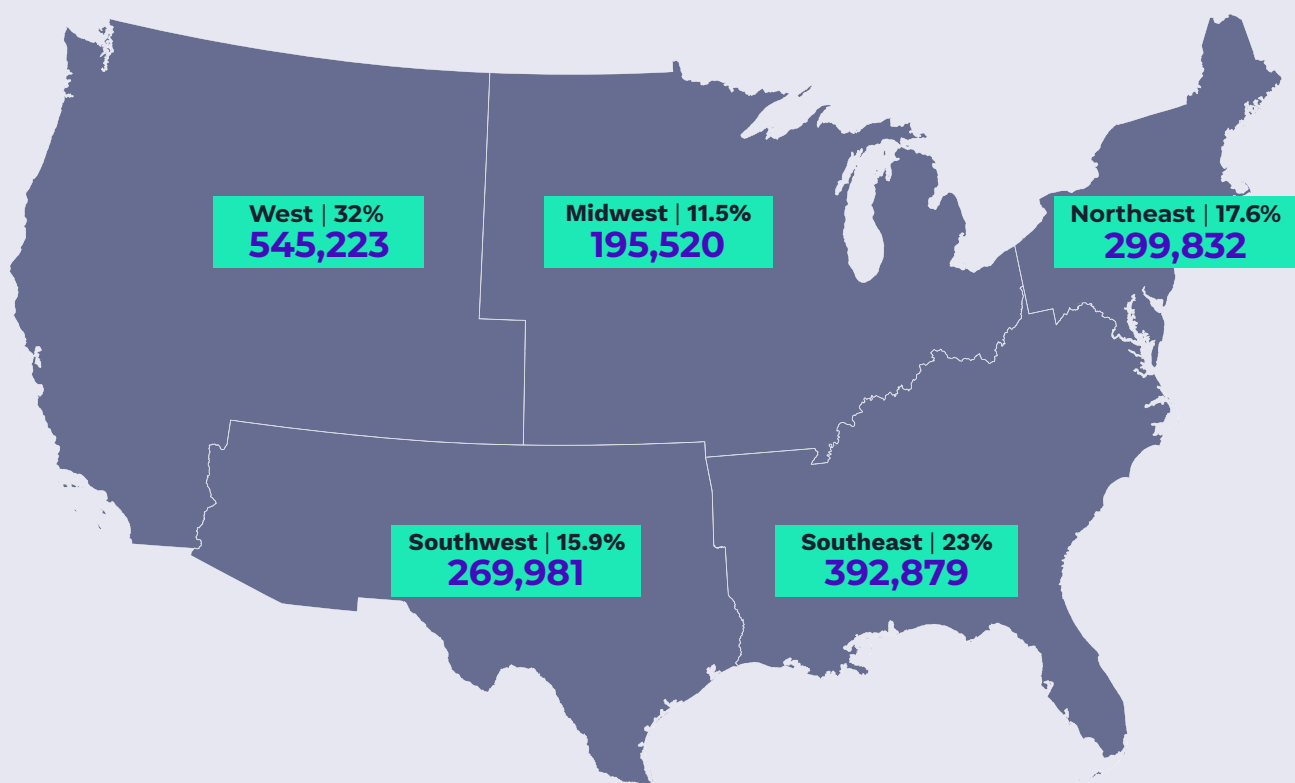 West | 32%
545,223
Midwest | 11.5%
195,520
Northeast | 17.6%
299,832
Southwest | 15.9%
269,981
Southeast | 23%
392,879